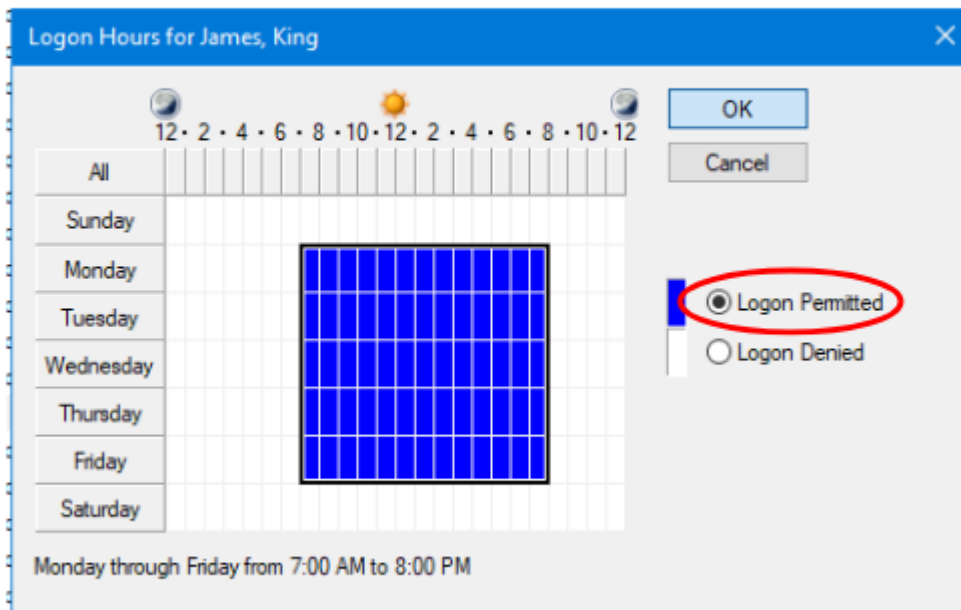 Logon Hours for James, King
OK
12 · 2 · 4 · 6 · 8 · 10 · 12 · 2 · 4 · 6 · 8 · 10 · 12
Cancel
All
Sunday
Monday
Logon Permitted
Tuesday
Logon Denied
Wednesday
Thursday
Friday
Saturday
Monday through Friday from 7:00 AM to 8:00 PM